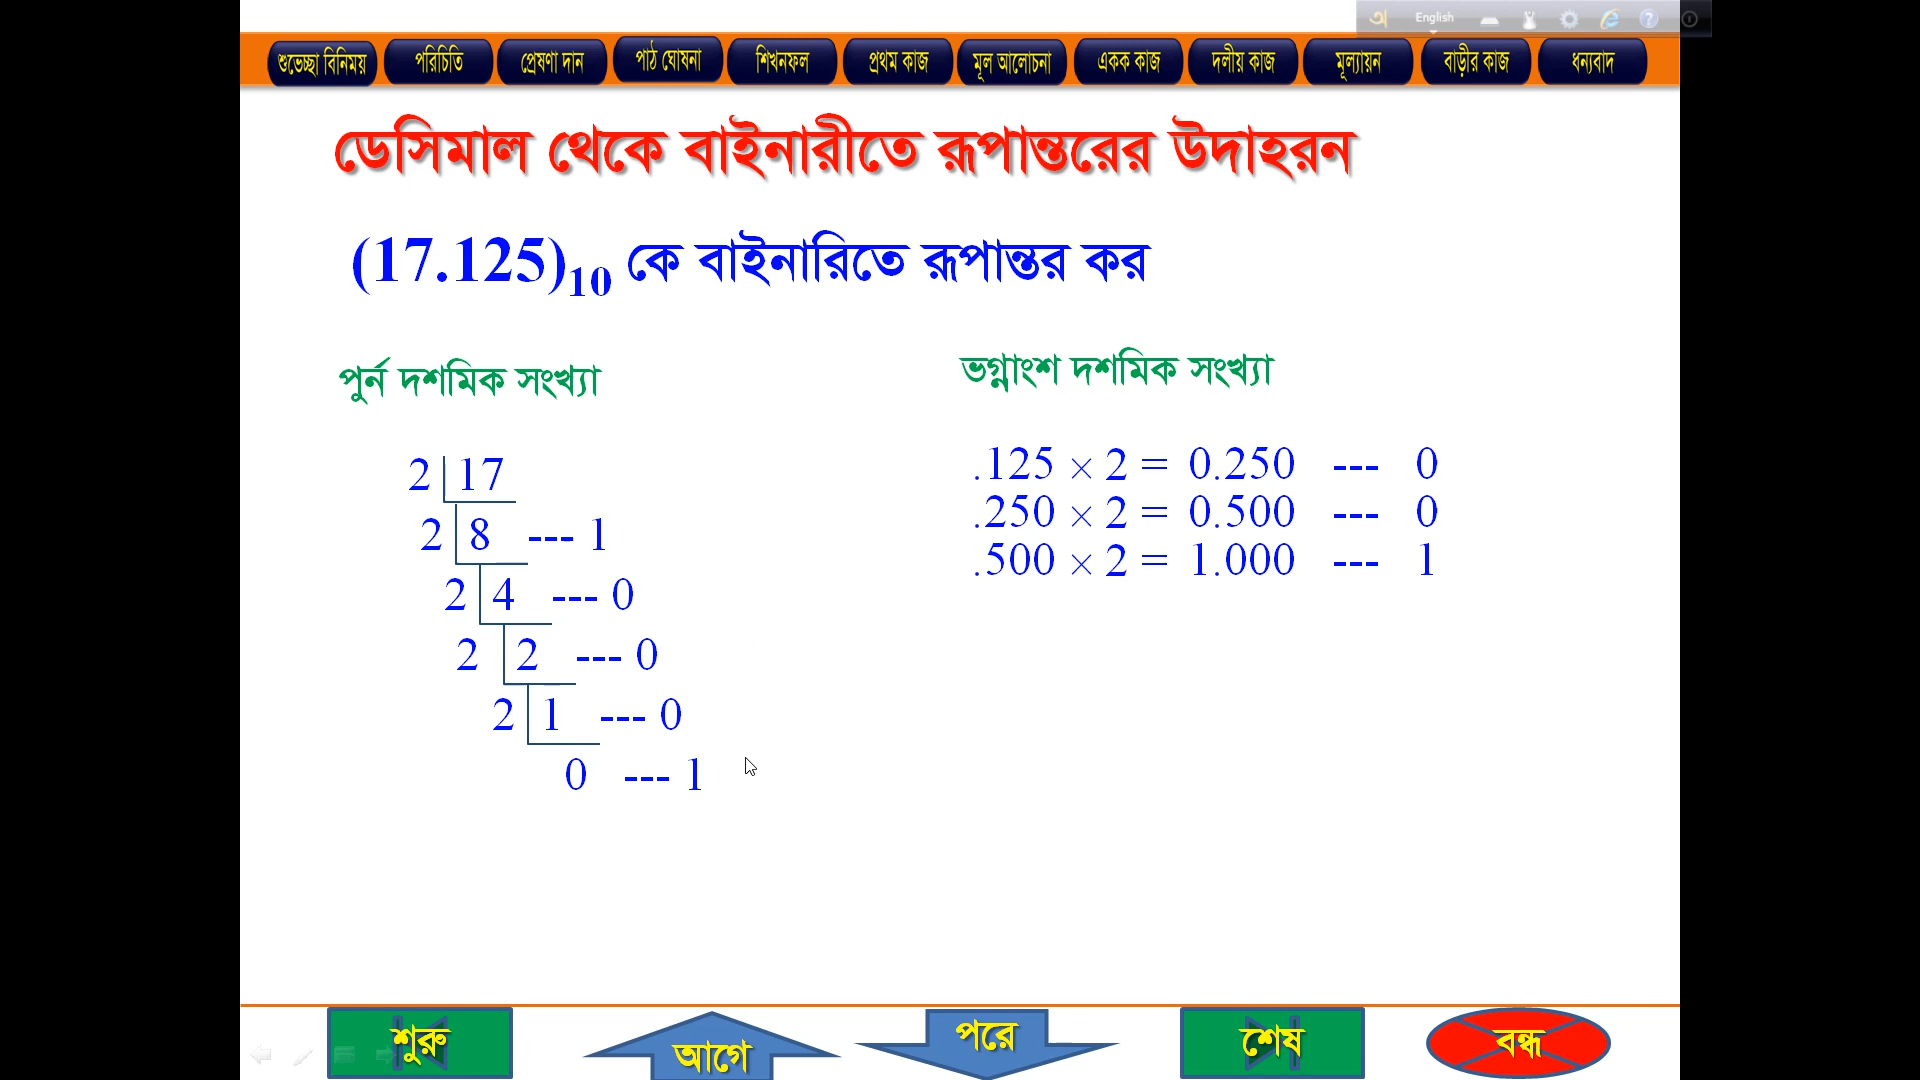 English
শুভেচ্ছা বিনিময় পরিচিতি প্রেষণা দান পাঠ ঘোষনা শিখনফল প্রথম কাজ মূল আলোচনা একক কাজ দলীয় কাজ মূল্যায়ন বাড়ীর কাজ ধন্যবাদ
ডেসিমাল থেকে বাইনারীতে রূপান্তরের উদাহরন
(17.125)₁₀ কে বাইনারিতে রূপান্তর কর
পুর্ন দশমিক সংখ্যা
2 17
2 8 --- 1
2 4 --- 0
2 2 --- 0
2 1 --- 0
0 --- 1
ভগ্নাংশ দশমিক সংখ্যা
.125 × 2 = 0.250 --- 0
.250 × 2 = 0.500 --- 0
.500 × 2 = 1.000 --- 1
শুরু আগে পরে শেষ বন্ধ